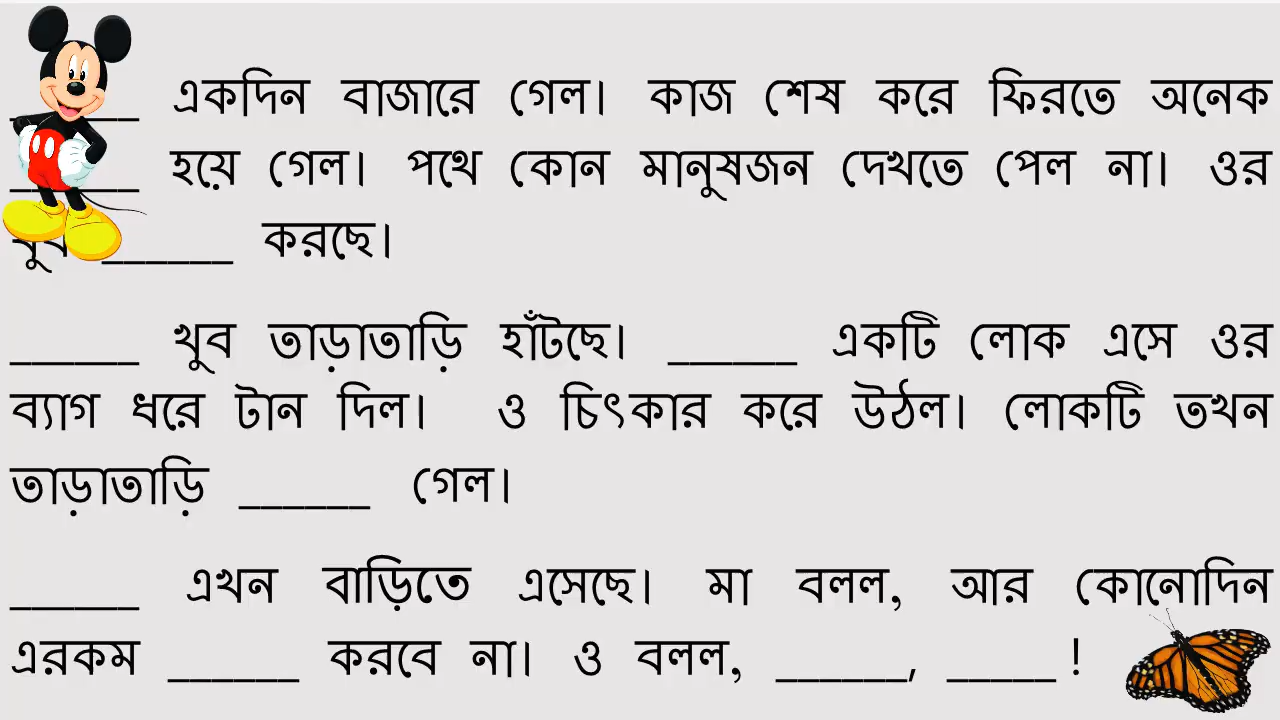 ______ একদিন বাজারে গেল। কাজ শেষ করে ফিরতে অনেক
______ হয়ে গেল। পথে কোন মানুষজন দেখতে পেল না। ওর
খুব ______ করছে।
______ খুব তাড়াতাড়ি হাঁটছে। ______ একটি লোক এসে ওর
ব্যাগ ধরে টান দিল। ও চিৎকার করে উঠল। লোকটি তখন
তাড়াতাড়ি ______ গেল।
______ এখন বাড়িতে এসেছে। মা বলল, আর কোনোদিন
এরকম ______ করবে না। ও বলল, ______, _____ !